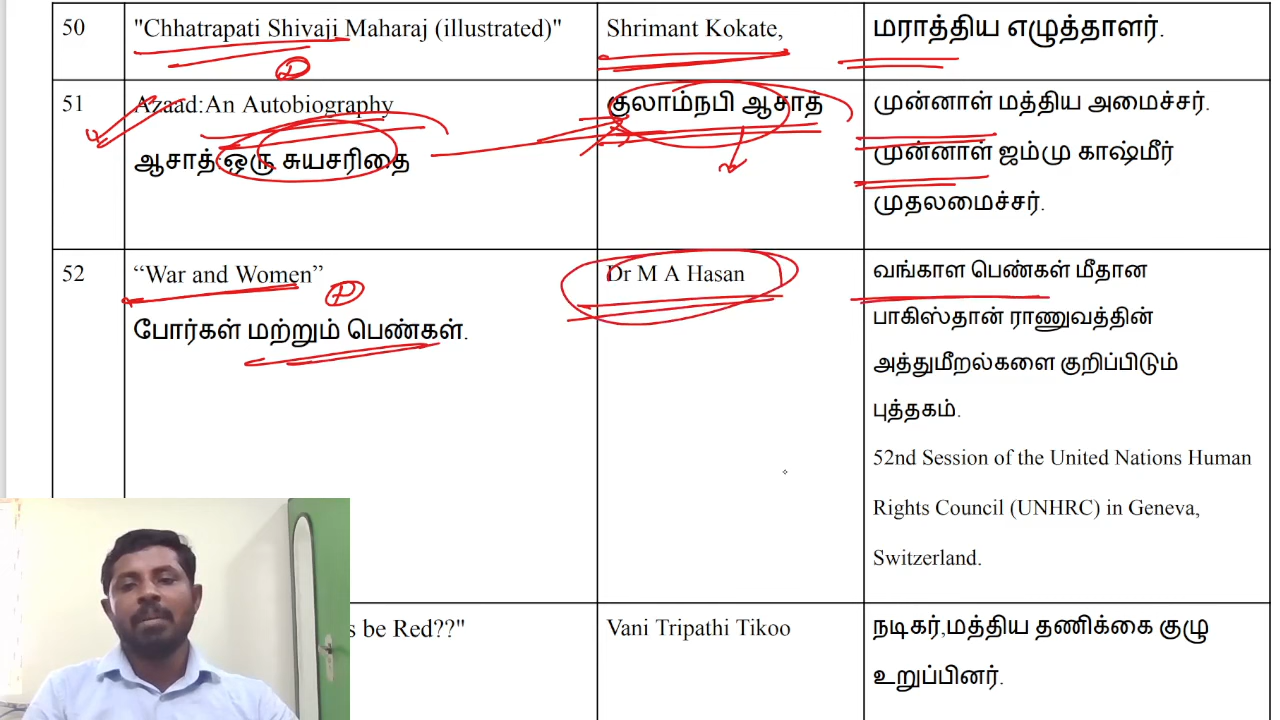 50
"Chhatrapati Shivaji Maharaj (illustrated)"
Shrimant Kokate,
மராத்திய எழுத்தாளர்.
51
Azaad:An Autobiography
ஆசாத்:ஒரு சுயசரிதை
குலாம்நபி ஆசாத்
முன்னாள் மத்திய அமைச்சர்.
முன்னாள் ஜம்மு காஷ்மீர்
முதலமைச்சர்.
52
“War and Women”
போர்கள் மற்றும் பெண்கள்.
Dr M A Hasan
வங்காள பெண்கள் மீதான
பாகிஸ்தான் ராணுவத்தின்
அத்துமீறல்களை குறிப்பிடும்
புத்தகம்.
52nd Session of the United Nations Human
Rights Council (UNHRC) in Geneva,
Switzerland.
be Red??"
Vani Tripathi Tikoo
நடிகர்,மத்திய தணிக்கை குழு
உறுப்பினர்.